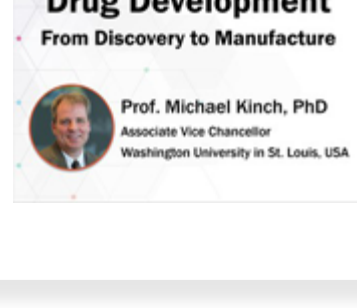 Drug Development
From Discovery to Manufacture
Prof. Michael Kinch, PhD
Associate Vice Chancellor
Washington University in St. Louis, USA